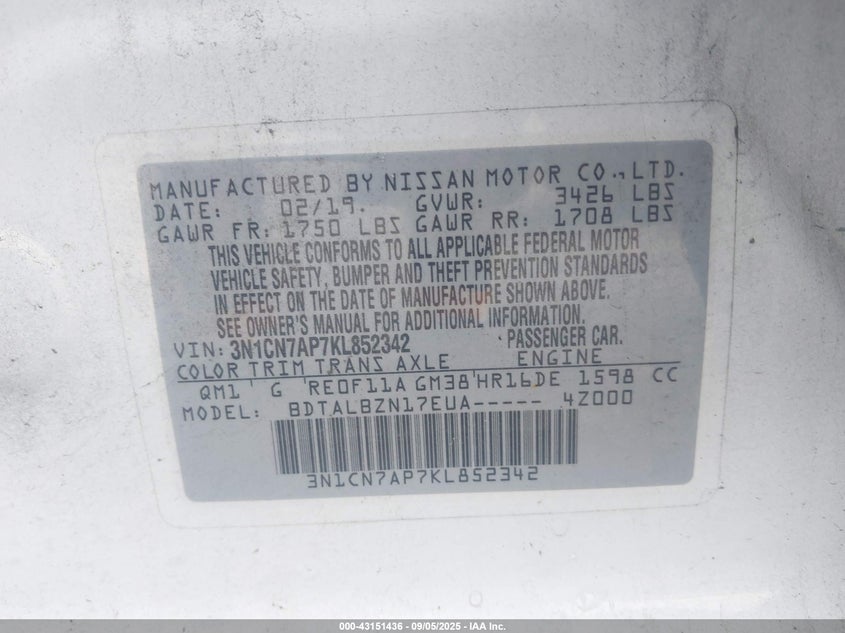 MANUFACTURED BY NISSAN MOTOR CO.,LTD.
DATE: 02/19. GVWR: 3426 LBS
GAWR FR: 1750 LBS GAWR RR: 1708 LBS
THIS VEHICLE CONFORMS TO ALL APPLICABLE FEDERAL MOTOR
VEHICLE SAFETY, BUMPER AND THEFT PREVENTION STANDARDS
IN EFFECT ON THE DATE OF MANUFACTURE SHOWN ABOVE.
SEE OWNER'S MANUAL FOR ADDITIONAL INFORMATION.
VIN: 3N1CN7AP7KL852342 PASSENGER CAR.
COLOR TRIM TRANS AXLE ENGINE
QM1 G RE0F11A GM38 HR16DE 1598 CC
MODEL: BDTALBZN17EUA----- 4Z000
3N1CN7AP7KL852342
000-43151436 - 09/05/2025 - IAA Inc.